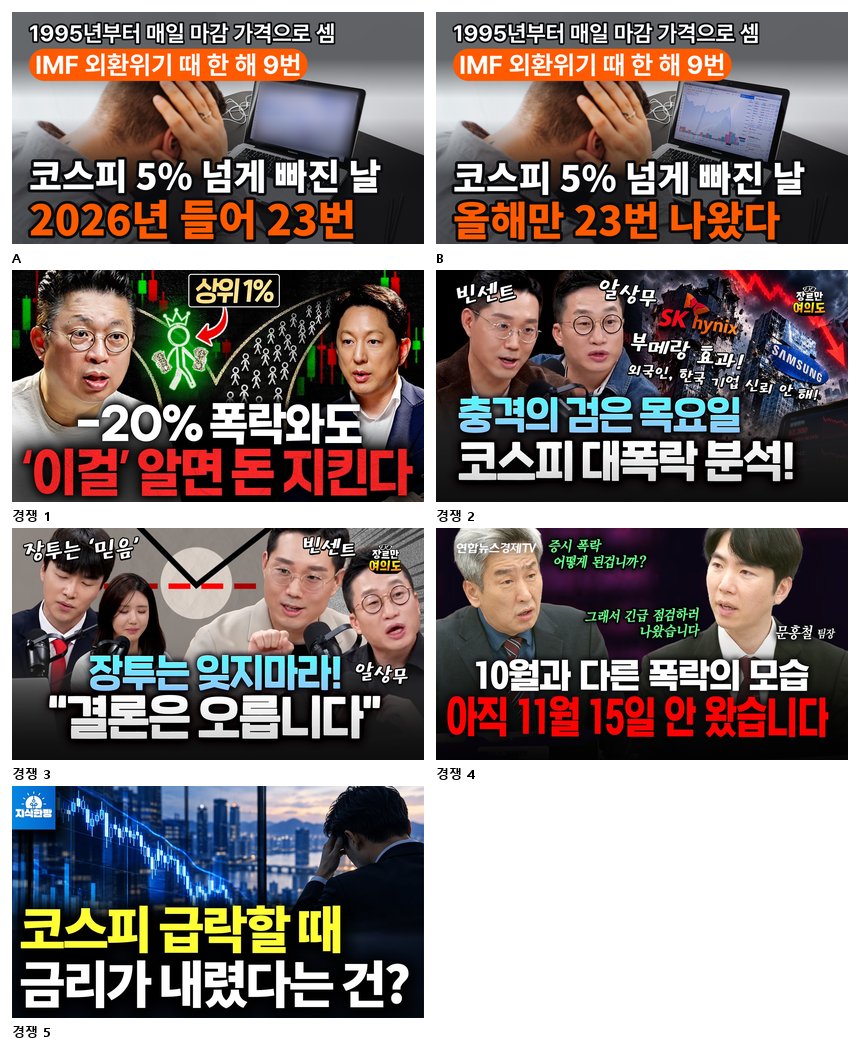 1995년부터 매일 마감 가격으로 셈
IMF 외환위기 때 한 해 9번
코스피 5% 넘게 빠진 날
2026년 들어 23번
A
1995년부터 매일 마감 가격으로 셈
IMF 외환위기 때 한 해 9번
코스피 5% 넘게 빠진 날
올해만 23번 나왔다
B
상위 1%
-20% 폭락와도
'이걸' 알면 돈 지킨다
경쟁 1
빈센트
알상무
장르만
여의도
SK hynix
SAMSUNG
부메랑 효과!
외국인, 한국 기업 신뢰 안 해!
충격의 검은 목요일
코스피 대폭락 분석!
경쟁 2
장투는 '믿음'
빈센트
장르만
여의도
알상무
장투는 잊지마라!
"결론은 오릅니다"
경쟁 3
연합뉴스경제TV
증시 폭락
어떻게 된겁니까?
그래서 긴급 점검하러
나왔습니다
문홍철 팀장
10월과 다른 폭락의 모습
아직 11월 15일 안 왔습니다
경쟁 4
지식한방
코스피 급락할 때
금리가 내렸다는 건?
경쟁 5